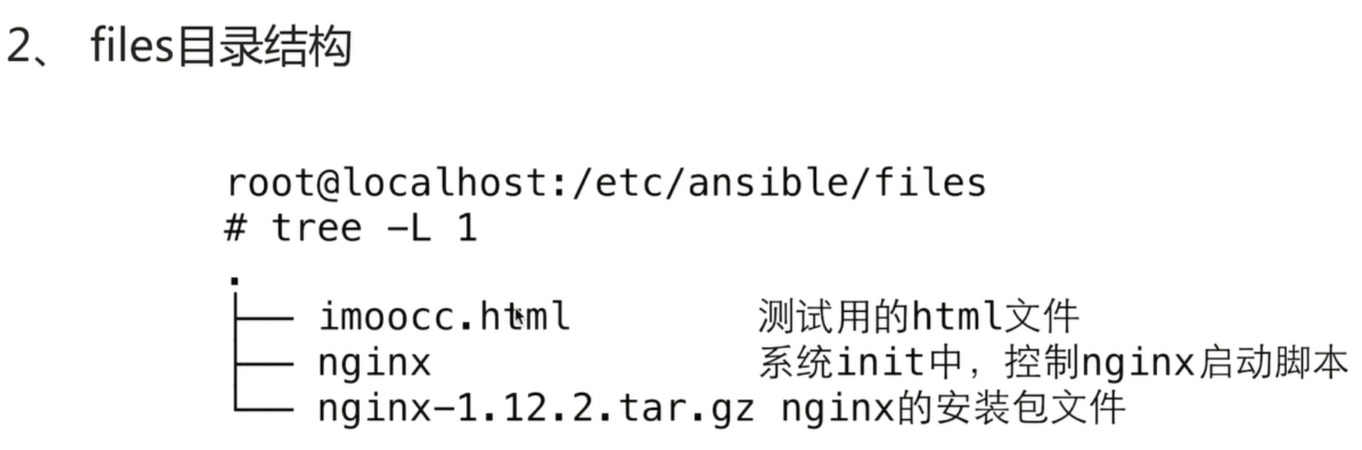 2、 files目录结构
root@localhost:/etc/ansible/files
# tree -L 1
.
├── imoocc.html 测试用的html文件
├── nginx 系统init中，控制nginx启动脚本
└── nginx-1.12.2.tar.gz nginx的安装包文件